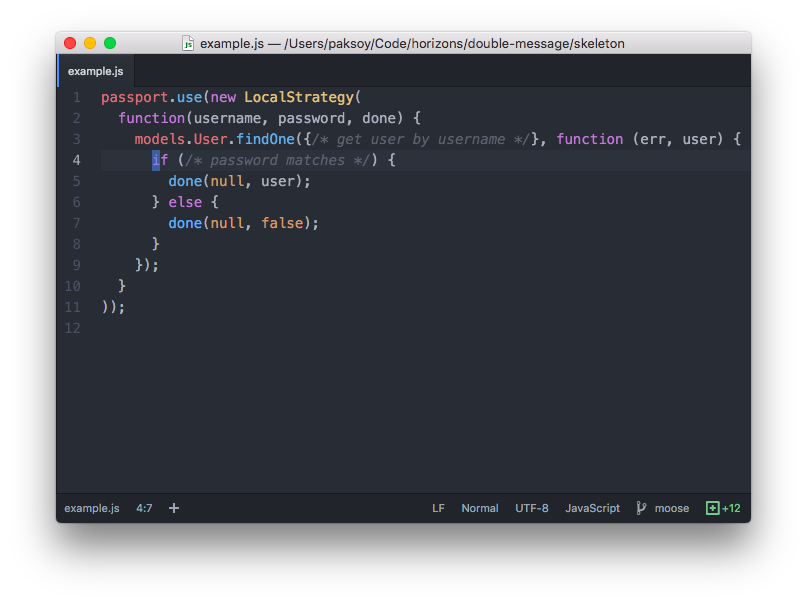 example.js — /Users/paksoy/Code/horizons/double-message/skeleton
example.js
1 passport.use(new LocalStrategy(
2   function(username, password, done) {
3     models.User.findOne({/* get user by username */}, function (err, user) {
4       if (/* password matches */) {
5         done(null, user);
6       } else {
7         done(null, false);
8       }
9     });
10   }
11 ));
12
example.js 4:7 + LF Normal UTF-8 JavaScript moose +12